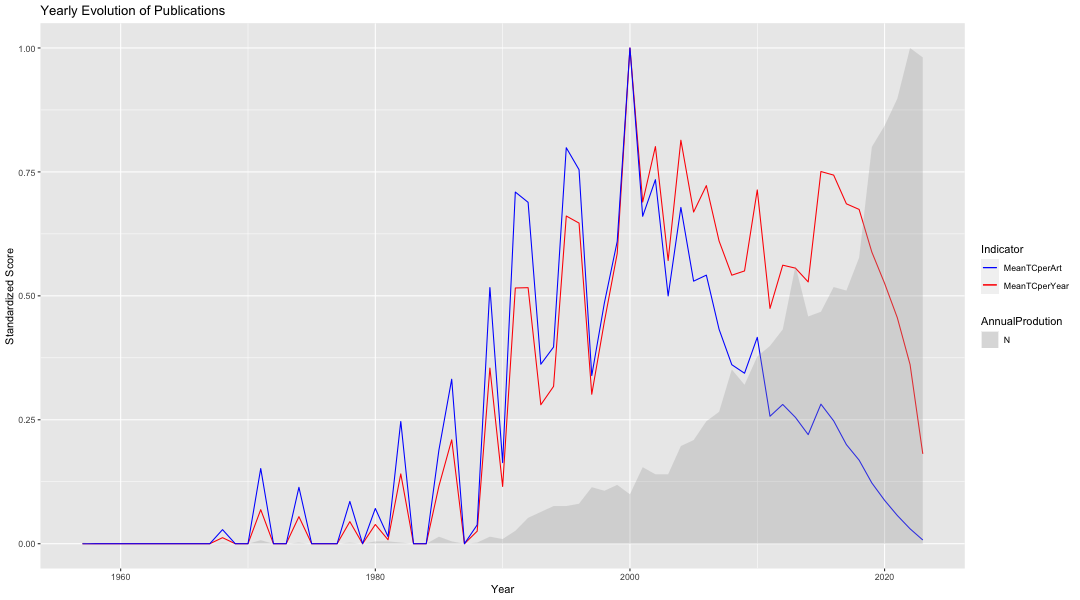 Yearly Evolution of Publications
1.00
0.75
0.50
0.25
0.00
Standardized Score
1960
1980
2000
2020
Year
Indicator
MeanTCperArt
MeanTCperYear
AnnualProdution
N